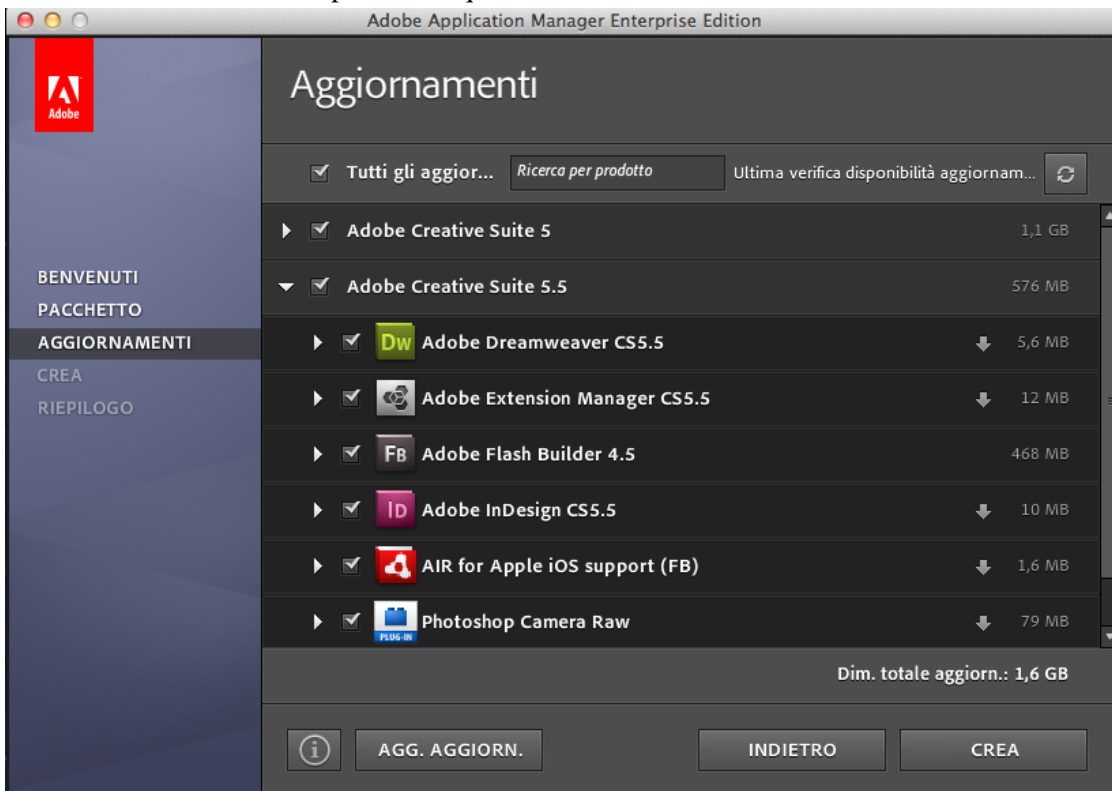 Adobe Application Manager Enterprise Edition
Adobe
Aggiornamenti
Tutti gli aggior... Ricerca per prodotto Ultima verifica disponibilità aggiornam...
Adobe Creative Suite 5 1,1 GB
BENVENUTI
PACCHETTO
AGGIORNAMENTI
CREA
RIEPILOGO
Adobe Creative Suite 5.5 576 MB
Dw Adobe Dreamweaver CS5.5 5,6 MB
Adobe Extension Manager CS5.5 12 MB
FB Adobe Flash Builder 4.5 468 MB
ID Adobe InDesign CS5.5 10 MB
AIR for Apple iOS support (FB) 1,6 MB
PLUG-IN Photoshop Camera Raw 79 MB
Dim. totale aggiorn.: 1,6 GB
i AGG. AGGIORN. INDIETRO CREA